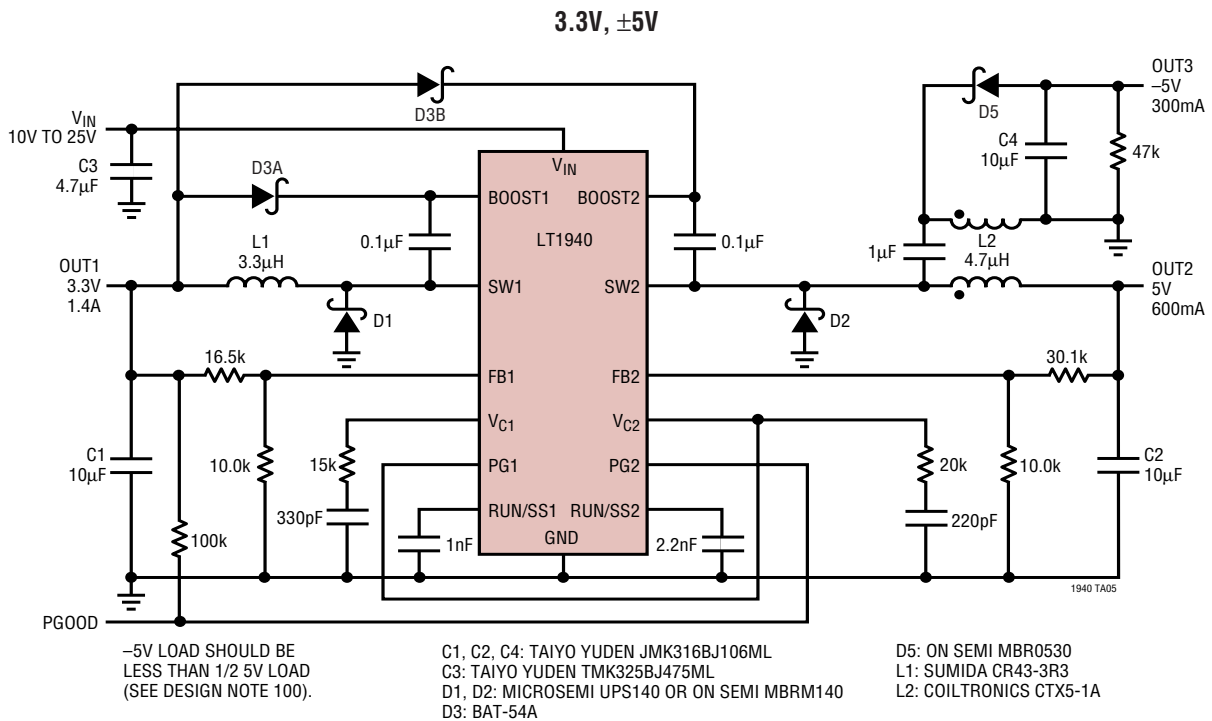 3.3V, ±5V
D3B
VIN
10V TO 25V
C3
4.7µF
D3A
L1
3.3µH
0.1µF
OUT1
3.3V
1.4A
D1
VIN
BOOST1
BOOST2
LT1940
SW1
SW2
FB1
FB2
VC1
VC2
PG1
PG2
RUN/SS1
RUN/SS2
GND
0.1µF
D2
D5
C4
10µF
47k
OUT3
–5V
300mA
1µF
L2
4.7µH
OUT2
5V
600mA
16.5k
30.1k
C1
10µF
10.0k
15k
330pF
100k
1nF
2.2nF
20k
220pF
10.0k
C2
10µF
1940 TA05
PGOOD
–5V LOAD SHOULD BE
LESS THAN 1/2 5V LOAD
(SEE DESIGN NOTE 100).
C1, C2, C4: TAIYO YUDEN JMK316BJ106ML
C3: TAIYO YUDEN TMK325BJ475ML
D1, D2: MICROSEMI UPS140 OR ON SEMI MBRM140
D3: BAT-54A
D5: ON SEMI MBR0530
L1: SUMIDA CR43-3R3
L2: COILTRONICS CTX5-1A